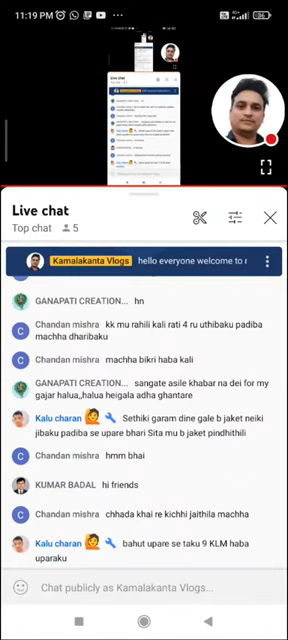 11:19 PM
86
Live chat
Top chat 5
Kamalakanta Vlogs hello everyone welcome to r
GANAPATI CREATION... hn
Chandan mishra kk mu rahili kali rati 4 ru uthibaku padiba
machha dharibaku
Chandan mishra machha bikri haba kali
GANAPATI CREATION... sangate asile khabar na dei for my
gajar halua,,halua heigala adha ghantare
Kalu charan Sethiki garam dine gale b jaket neiki
jibaku padiba se upare bhari Sita mu b jaket pindhithili
Chandan mishra hmm bhai
KUMAR BADAL hi friends
Chandan mishra chhada khai re kichhi jaithila machha
Kalu charan bahut upare se taku 9 KLM haba
uparaku
Chat publicly as Kamalakanta Vlogs...